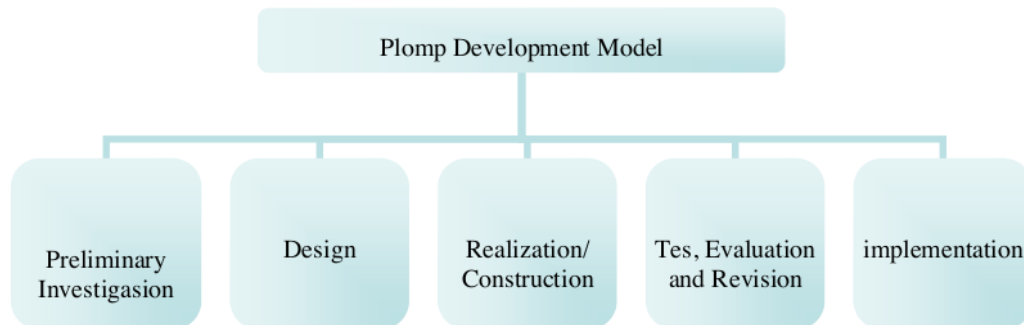 Plomp Development Model
Preliminary
Investigasion
Design
Realization/
Construction
Tes, Evaluation
and Revision
implementation